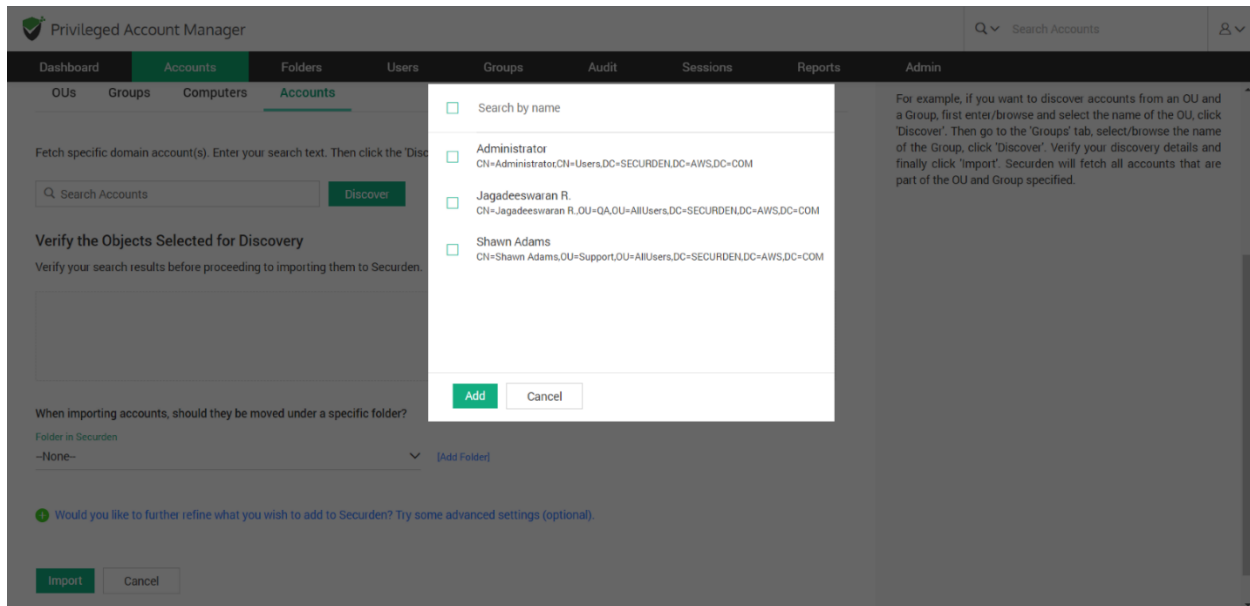 Privileged Account Manager
Search Accounts
Dashboard Accounts Folders Users Groups Audit Sessions Reports Admin
OUs Groups Computers Accounts
Fetch specific domain account(s). Enter your search text. Then click the 'Disc
Search Accounts
Discover
Verify the Objects Selected for Discovery
Verify your search results before proceeding to importing them to Securden.
When importing accounts, should they be moved under a specific folder?
Folder in Securden
--None--
[Add Folder]
Would you like to further refine what you wish to add to Securden? Try some advanced settings (optional).
Import Cancel
Search by name
Administrator
CN=Administrator,CN=Users,DC=SECURDEN,DC=AWS,DC=COM
Jagadeeswaran R.
CN=Jagadeeswaran R.,OU=QA,OU=AllUsers,DC=SECURDEN,DC=AWS,DC=COM
Shawn Adams
CN=Shawn Adams,OU=Support,OU=AllUsers,DC=SECURDEN,DC=AWS,DC=COM
Add Cancel
For example, if you want to discover accounts from an OU and
a Group, first enter/browse and select the name of the OU, click
'Discover'. Then go to the 'Groups' tab, select/browse the name
of the Group, click 'Discover'. Verify your discovery details and
finally click 'Import'. Securden will fetch all accounts that are
part of the OU and Group specified.